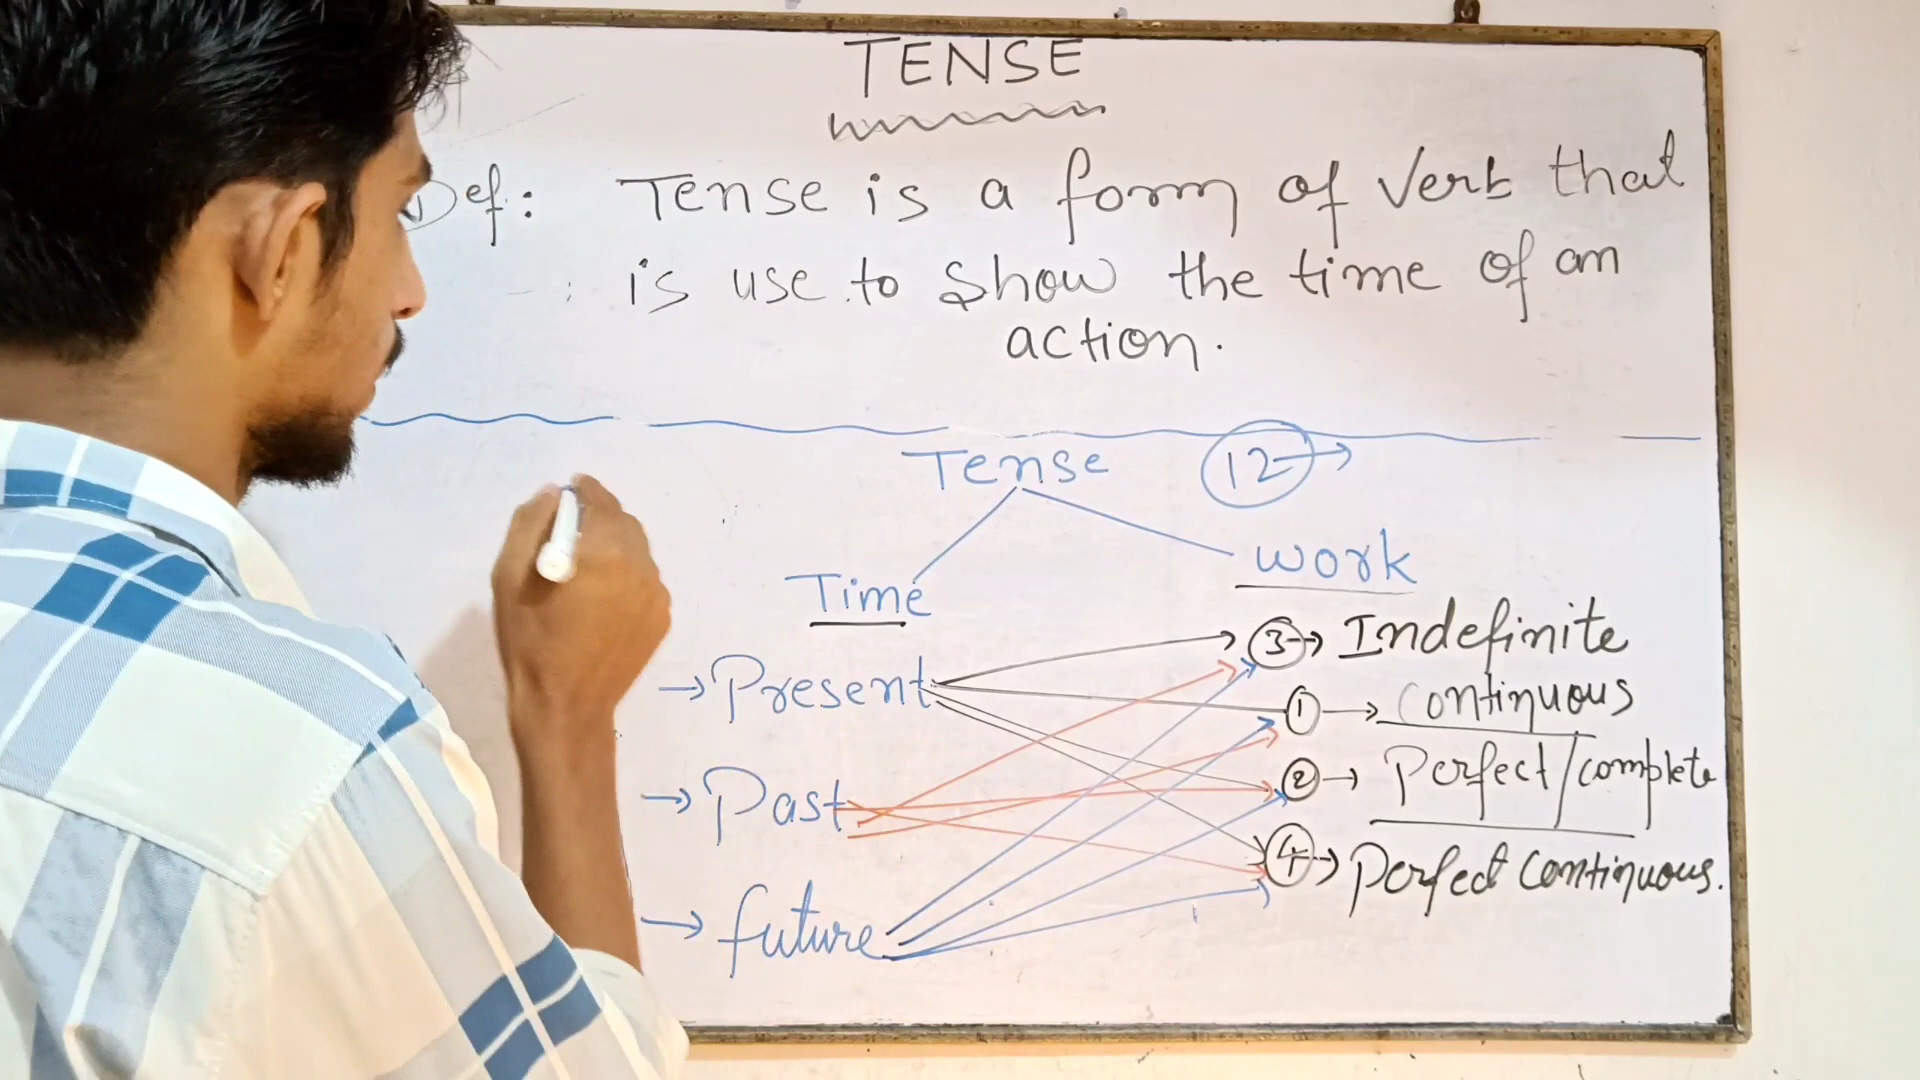 TENSE
Def: Tense is a form of verb that
is use to show the time of an
action.
Tense 12 →
Time work
③ → Indefinite
→ Present
① → Continuous
② → Perfect/complete
→ Past
④ → Perfect Continuous.
→ future